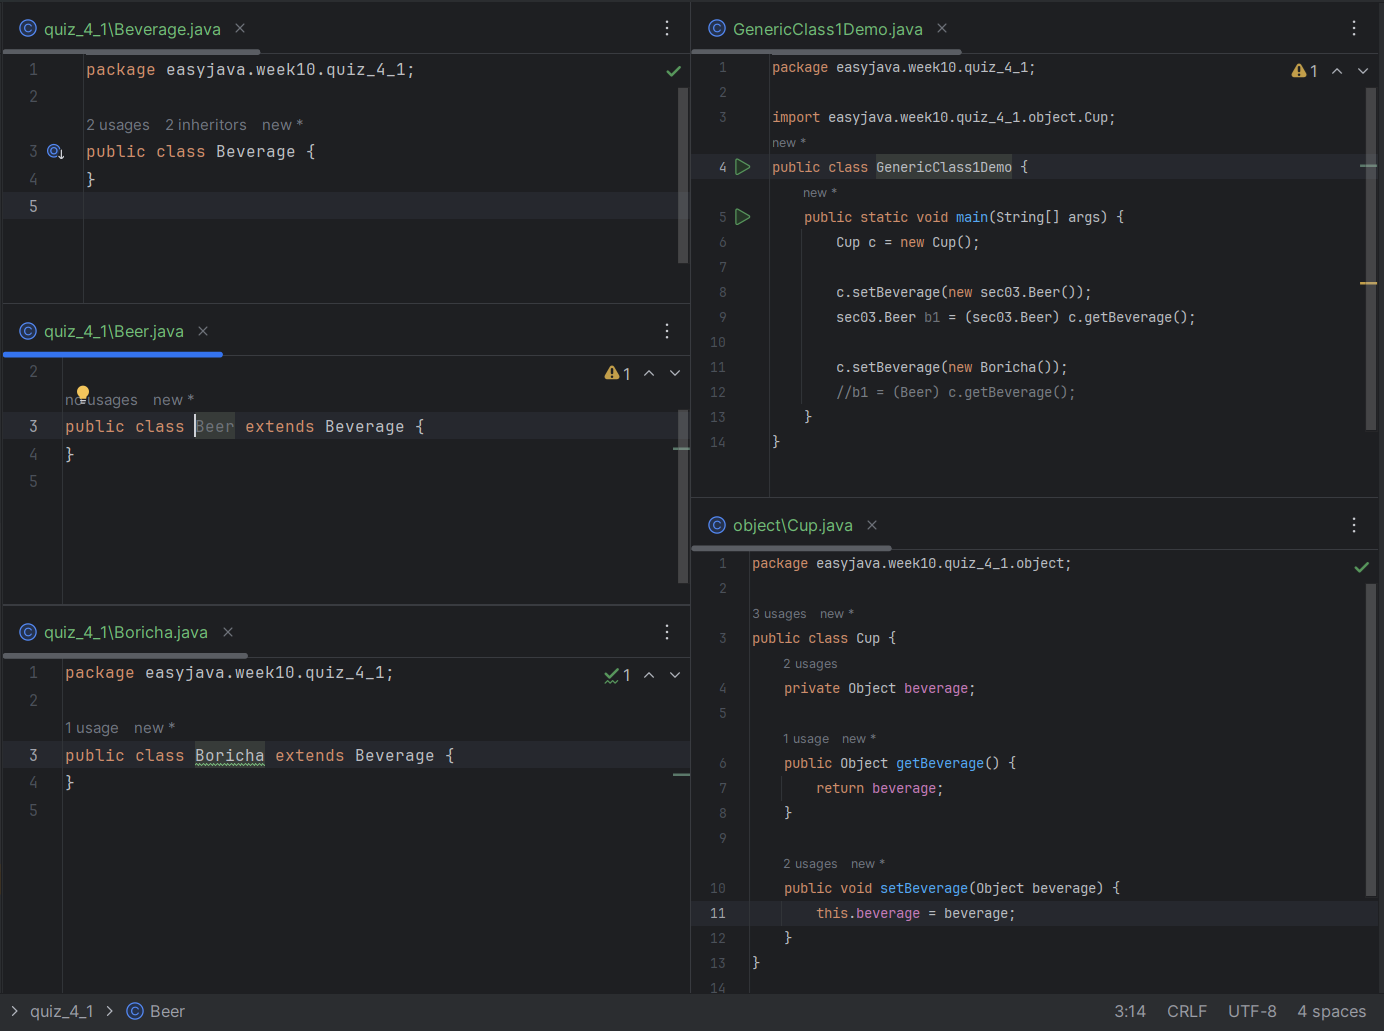 quiz_4_1\Beverage.java
1 package easyjava.week10.quiz_4_1;
2
2 usages 2 inheritors new *
3 public class Beverage {
4 }
5
quiz_4_1\Beer.java
1
2
no usages new *
3 public class Beer extends Beverage {
4 }
5
quiz_4_1\Boricha.java
1 package easyjava.week10.quiz_4_1;
1
2
1 usage new *
3 public class Boricha extends Beverage {
4 }
5
GenericClass1Demo.java
1 package easyjava.week10.quiz_4_1;
1
2
3 import easyjava.week10.quiz_4_1.object.Cup;
new *
4 public class GenericClass1Demo {
new *
5 public static void main(String[] args) {
6 Cup c = new Cup();
7
8 c.setBeverage(new sec03.Beer());
9 sec03.Beer b1 = (sec03.Beer) c.getBeverage();
10
11 c.setBeverage(new Boricha());
12 //b1 = (Beer) c.getBeverage();
13 }
14 }
object\Cup.java
1 package easyjava.week10.quiz_4_1.object;
2
3 usages new *
3 public class Cup {
2 usages
4 private Object beverage;
5
1 usage new *
6 public Object getBeverage() {
7 return beverage;
8 }
9
2 usages new *
10 public void setBeverage(Object beverage) {
11 this.beverage = beverage;
12 }
13 }
14
quiz_4_1 > Beer
3:14 CRLF UTF-8 4 spaces